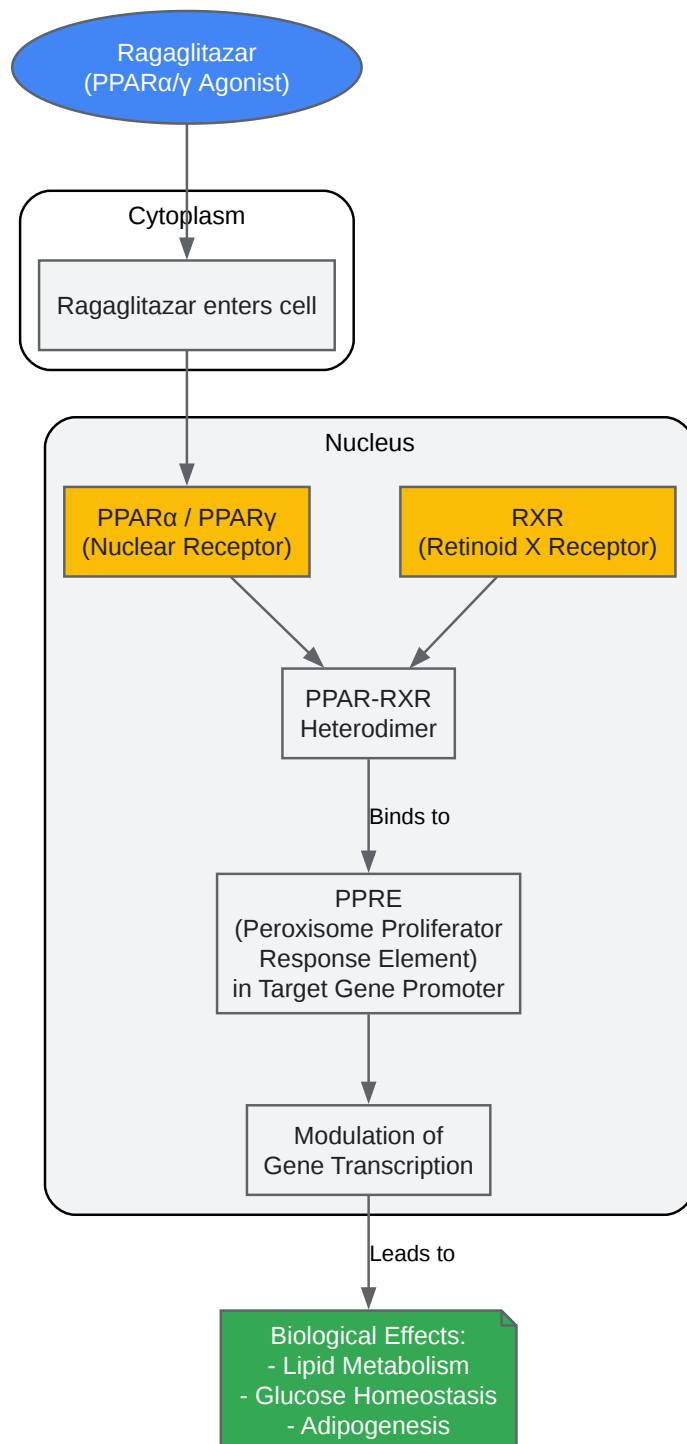 Ragaglitazar
(PPARα/γ Agonist)
Cytoplasm
Ragaglitazar enters cell
Nucleus
PPARα / PPARγ
(Nuclear Receptor)
RXR
(Retinoid X Receptor)
PPAR-RXR
Heterodimer
Binds to
PPRE
(Peroxisome Proliferator
Response Element)
in Target Gene Promoter
Modulation of
Gene Transcription
Leads to
Biological Effects:
- Lipid Metabolism
- Glucose Homeostasis
- Adipogenesis